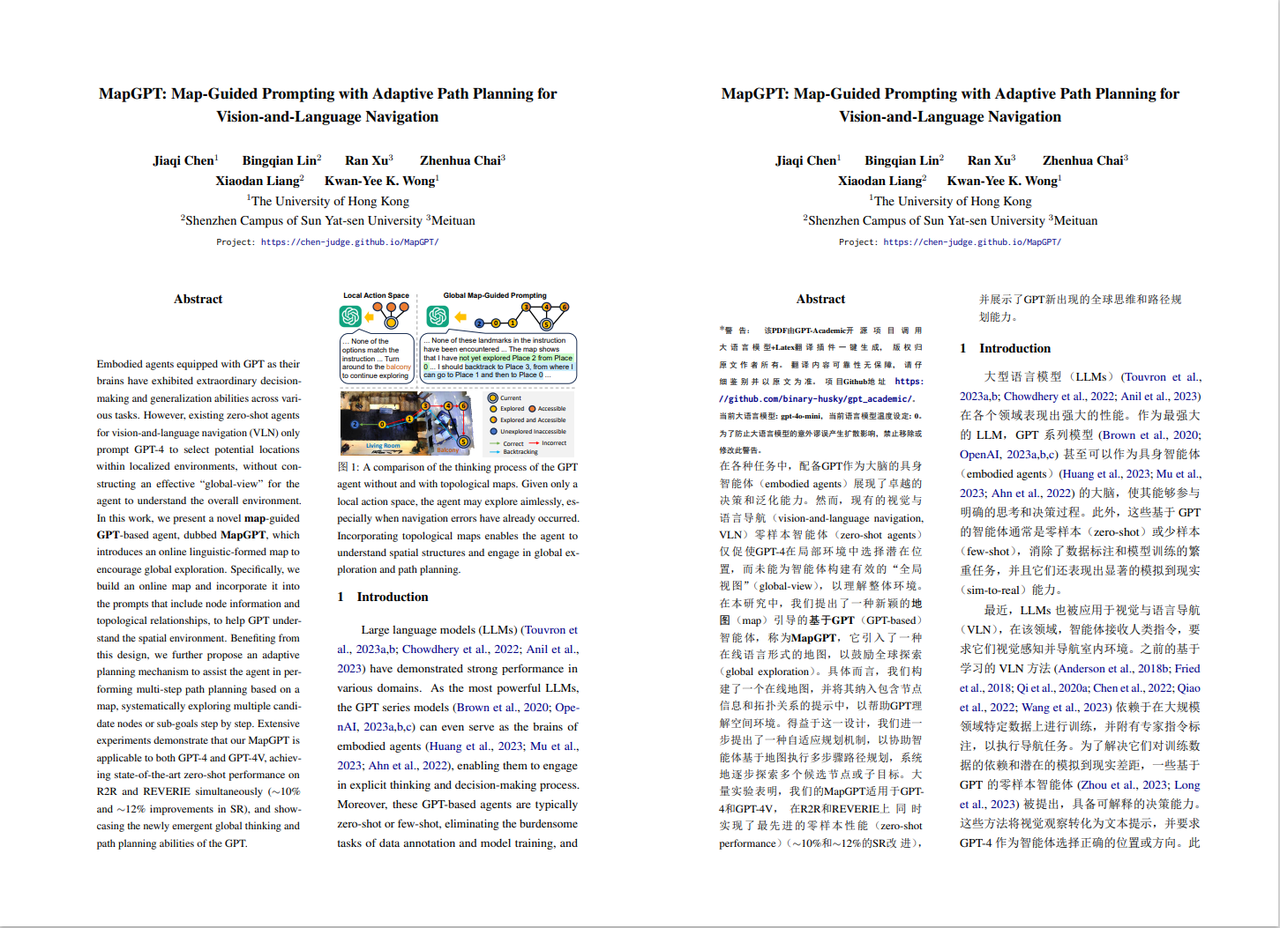 MapGPT: Map-Guided Prompting with Adaptive Path Planning for
Vision-and-Language Navigation
Jiaqi Chen1 Bingqian Lin2 Ran Xu3 Zhenhua Chai3
Xiaodan Liang2 Kwan-Yee K. Wong1
1The University of Hong Kong
2Shenzhen Campus of Sun Yat-sen University 3Meituan
Project: https://chen-judge.github.io/MapGPT/
Abstract
Embodied agents equipped with GPT as their
brains have exhibited extraordinary decision-
making and generalization abilities across vari-
ous tasks. However, existing zero-shot agents
for vision-and-language navigation (VLN) only
prompt GPT-4 to select potential locations
within localized environments, without con-
structing an effective “global-view” for the
agent to understand the overall environment.
In this work, we present a novel map-guided
GPT-based agent, dubbed MapGPT, which
introduces an online linguistic-formed map to
encourage global exploration. Specifically, we
build an online map and incorporate it into
the prompts that include node information and
topological relationships, to help GPT under-
stand the spatial environment. Benefiting from
this design, we further propose an adaptive
planning mechanism to assist the agent in per-
forming multi-step path planning based on a
map, systematically exploring multiple candi-
date nodes or sub-goals step by step. Extensive
experiments demonstrate that our MapGPT is
applicable to both GPT-4 and GPT-4V, achiev-
ing state-of-the-art zero-shot performance on
R2R and REVERIE simultaneously (∼10%
and ∼12% improvements in SR), and show-
casing the newly emergent global thinking and
path planning abilities of the GPT.
Local Action Space
Global Map-Guided Prompting
3 4 6
2 0 1 5
... None of the
options match the
instruction ... Turn
around to the balcony
to continue exploring
... None of these landmarks in the instruction
have been encountered ... The map shows
that I have not yet explored Place 2 from Place
0 ... I should backtrack to Place 3, from where I
can go to Place 1 and then to Place 0 ...
3 4 6
2 0 1
5
Living Room
Balcony
Current
Explored Accessible
Explored and Accessible
Unexplored Inaccessible
Correct Incorrect
Backtracking
图 1: A comparison of the thinking process of the GPT
agent without and with topological maps. Given only a
local action space, the agent may explore aimlessly, es-
pecially when navigation errors have already occurred.
Incorporating topological maps enables the agent to
understand spatial structures and engage in global ex-
ploration and path planning.
1 Introduction
Large language models (LLMs) (Touvron et
al., 2023a,b; Chowdhery et al., 2022; Anil et al.,
2023) have demonstrated strong performance in
various domains. As the most powerful LLMs,
the GPT series models (Brown et al., 2020; Ope-
nAI, 2023a,b,c) can even serve as the brains of
embodied agents (Huang et al., 2023; Mu et al.,
2023; Ahn et al., 2022), enabling them to engage
in explicit thinking and decision-making process.
Moreover, these GPT-based agents are typically
zero-shot or few-shot, eliminating the burdensome
tasks of data annotation and model training, and
MapGPT: Map-Guided Prompting with Adaptive Path Planning for
Vision-and-Language Navigation
Jiaqi Chen1 Bingqian Lin2 Ran Xu3 Zhenhua Chai3
Xiaodan Liang2 Kwan-Yee K. Wong1
1The University of Hong Kong
2Shenzhen Campus of Sun Yat-sen University 3Meituan
Project: https://chen-judge.github.io/MapGPT/
Abstract
*警告： 该PDF由GPT-Academic开源项目调用
大语言模型+Latex翻译插件一键生成， 版权归
原文作者所有。 翻译内容可靠性无保障， 请仔
细鉴别并以原文为准。 项目Github地址 https:
//github.com/binary-husky/gpt_academic/.
当前大语言模型: gpt-4o-mini, 当前语言模型温度设定: 0.
为了防止大语言模型的意外谬误产生扩散影响，禁止移除或
修改此警告.
在各种任务中，配备GPT作为大脑的具身
智能体（embodied agents）展现了卓越的
决策和泛化能力。然而，现有的视觉与
语言导航（vision-and-language navigation,
VLN）零样本智能体（zero-shot agents）
仅促使GPT-4在局部环境中选择潜在位
置，而未能为智能体构建有效的“全局
视图”（global-view），以理解整体环境。
在本研究中，我们提出了一种新颖的地
图（map）引导的基于GPT（GPT-based）
智能体，称为MapGPT，它引入了一种
在线语言形式的地图，以鼓励全球探索
（global exploration）。具体而言，我们构
建了一个在线地图，并将其纳入包含节点
信息和拓扑关系的提示中，以帮助GPT理
解空间环境。得益于这一设计，我们进一
步提出了一种自适应规划机制，以协助智
能体基于地图执行多步骤路径规划，系统
地逐步探索多个候选节点或子目标。大
量实验表明，我们的MapGPT适用于GPT-
4和GPT-4V， 在R2R和REVERIE上 同 时
实现了最先进的零样本性能（zero-shot
performance）（∼10%和∼12%的SR改 进），
并展示了GPT新出现的全球思维和路径规
划能力。
1 Introduction
大型语言模型（LLMs）(Touvron et al.,
2023a,b; Chowdhery et al., 2022; Anil et al., 2023)
在各个领域表现出强大的性能。作为最强大
的 LLM，GPT 系列模型 (Brown et al., 2020;
OpenAI, 2023a,b,c) 甚至可以作为具身智能体
（embodied agents）(Huang et al., 2023; Mu et al.,
2023; Ahn et al., 2022) 的大脑，使其能够参与
明确的思考和决策过程。此外，这些基于 GPT
的智能体通常是零样本（zero-shot）或少样本
（few-shot），消除了数据标注和模型训练的繁
重任务，并且它们还表现出显著的模拟到现实
（sim-to-real）能力。
最近，LLMs 也被应用于视觉与语言导航
（VLN），在该领域，智能体接收人类指令，要
求它们视觉感知并导航室内环境。之前的基于
学习的 VLN 方法 (Anderson et al., 2018b; Fried
et al., 2018; Qi et al., 2020a; Chen et al., 2022; Qiao
et al., 2022; Wang et al., 2023) 依赖于在大规模
领域特定数据上进行训练，并附有专家指令标
注，以执行导航任务。为了解决它们对训练数
据的依赖和潜在的模拟到现实差距，一些基于
GPT 的零样本智能体 (Zhou et al., 2023; Long
et al., 2023) 被提出，具备可解释的决策能力。
这些方法将视觉观察转化为文本提示，并要求
GPT-4 作为智能体选择正确的位置或方向。此